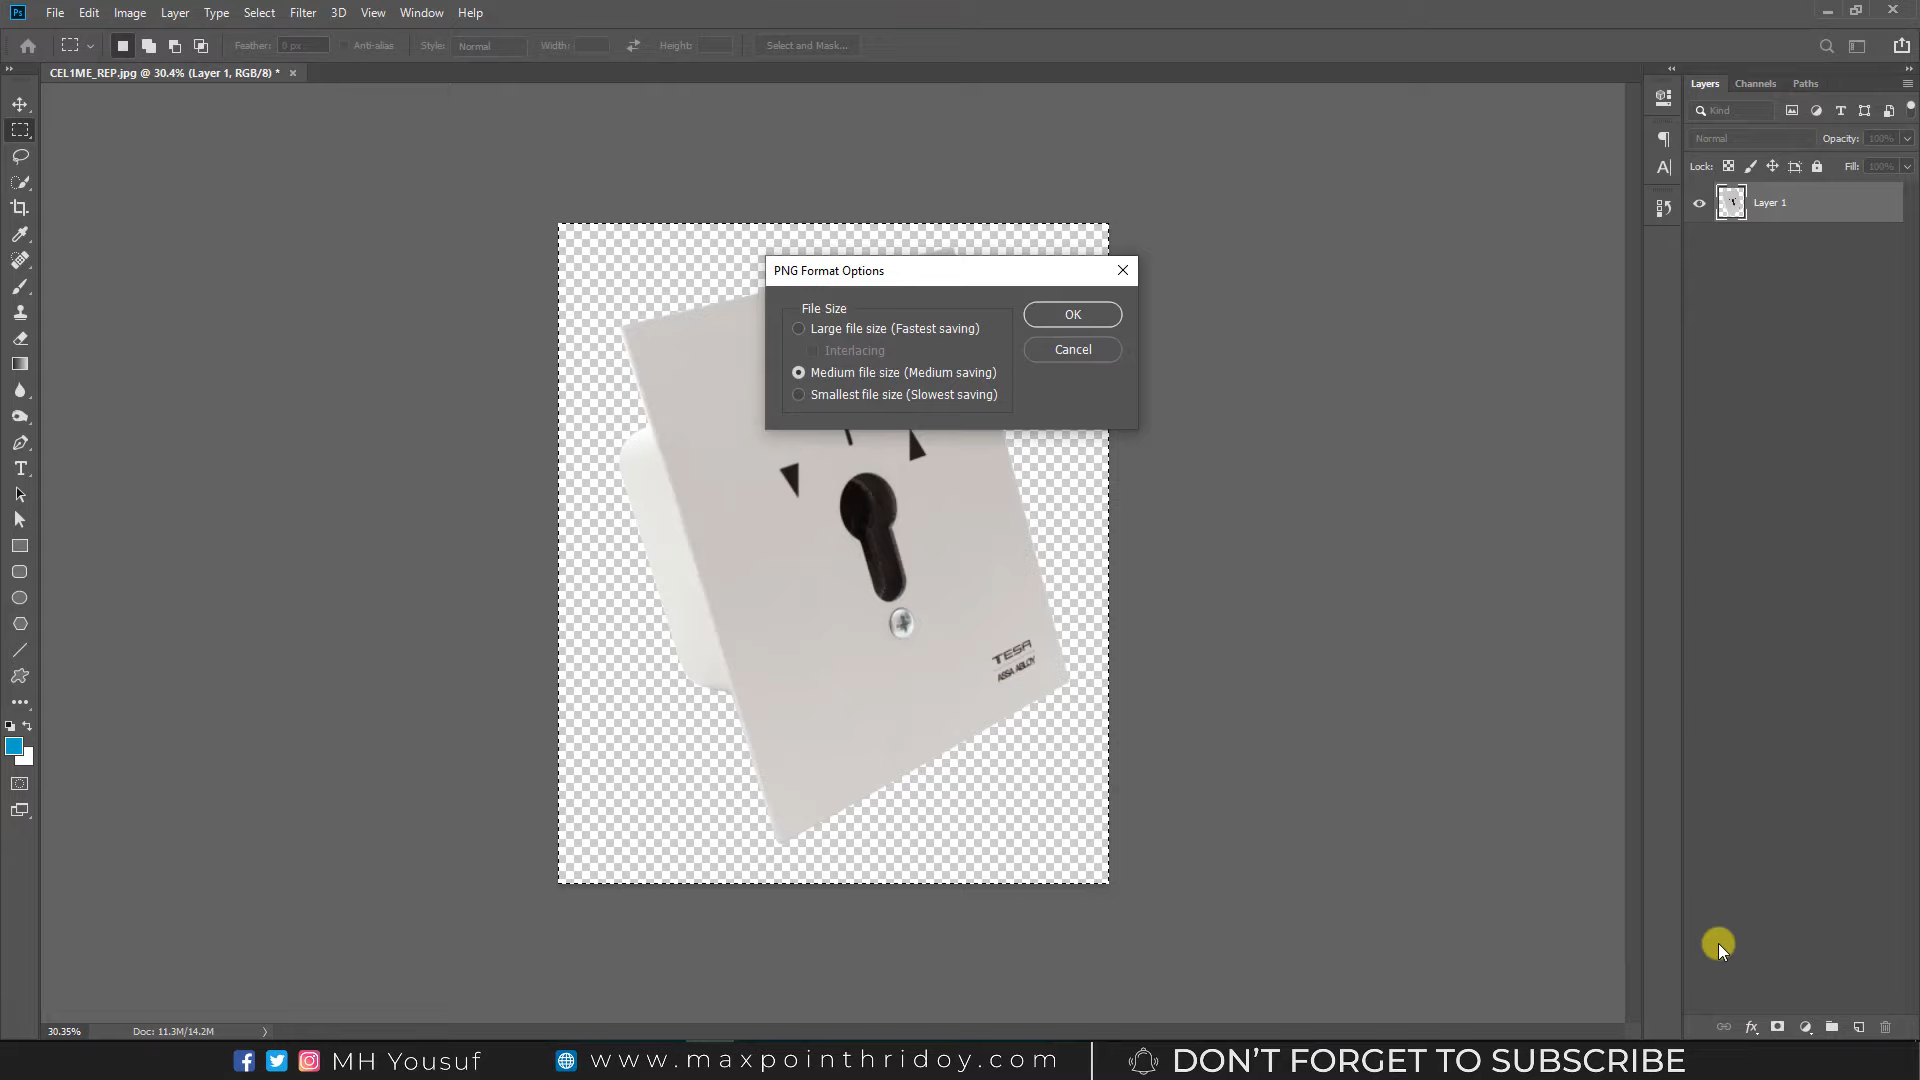 Ps File Edit Image Layer Type Select Filter 3D View Window Help
Feather: 0 px Anti-alias Style: Normal Width: Height: Select and Mask...
CEL1ME_REP.jpg @ 30.4% (Layer 1, RGB/8) * ×
Layers Channels Paths
Kind
Normal Opacity: 100%
Lock: Fill: 100%
Layer 1
PNG Format Options
File Size
Large file size (Fastest saving)
Interlacing
Medium file size (Medium saving)
Smallest file size (Slowest saving)
OK
Cancel
TESA
ASSA ABLOY
30.35% Doc: 11.3M/14.2M
MH Yousuf www.maxpointhridoy.com DON'T FORGET TO SUBSCRIBE